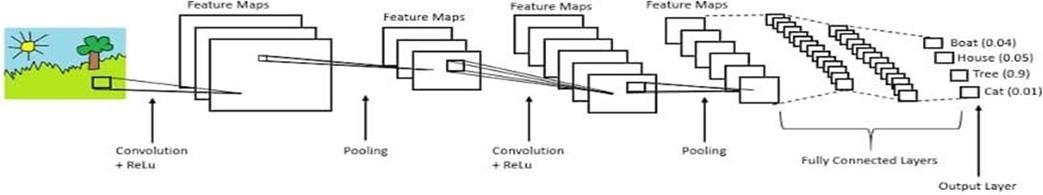 Feature Maps
Feature Maps
Feature Maps
Feature Maps
Boat (0.04)
House (0.05)
Tree (0.9)
Cat (0.01)
Convolution
+ ReLu
Pooling
Convolution
+ ReLu
Pooling
Fully Connected Layers
Output Layer